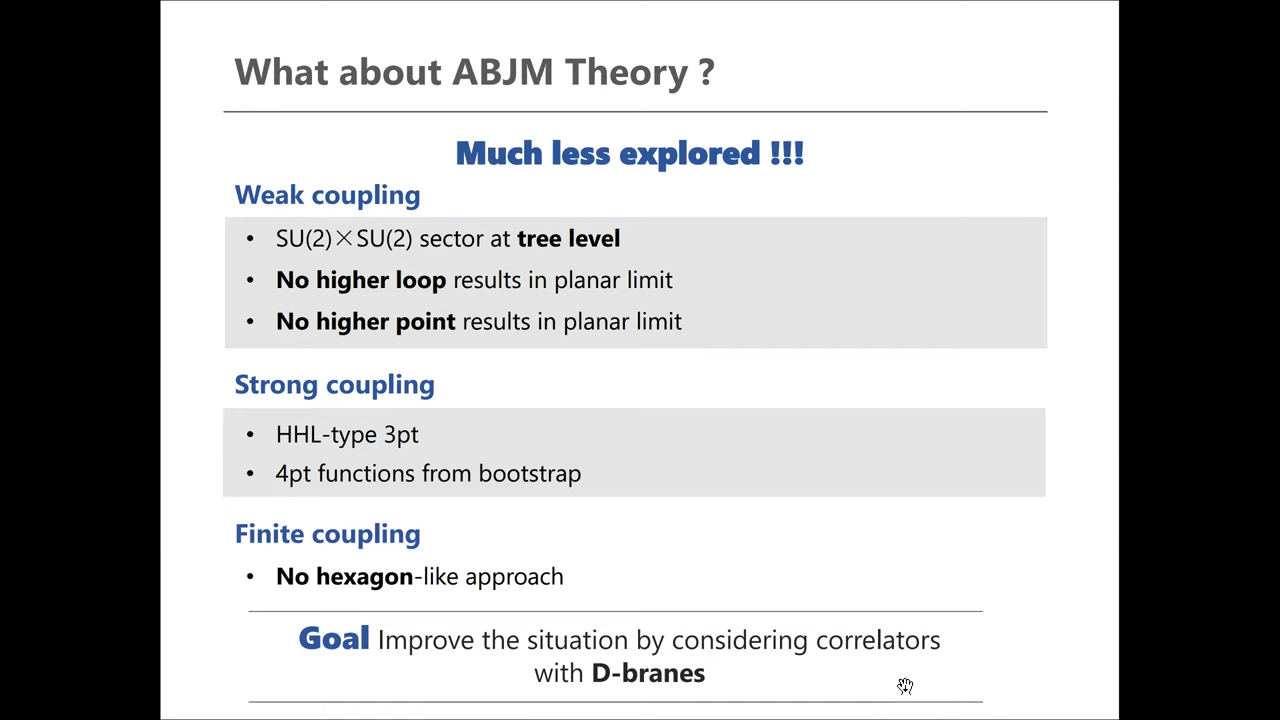 What about ABJM Theory ?
Much less explored !!!
Weak coupling
• SU(2)×SU(2) sector at tree level
• No higher loop results in planar limit
• No higher point results in planar limit
Strong coupling
• HHL-type 3pt
• 4pt functions from bootstrap
Finite coupling
• No hexagon-like approach
Goal Improve the situation by considering correlators
with D-branes